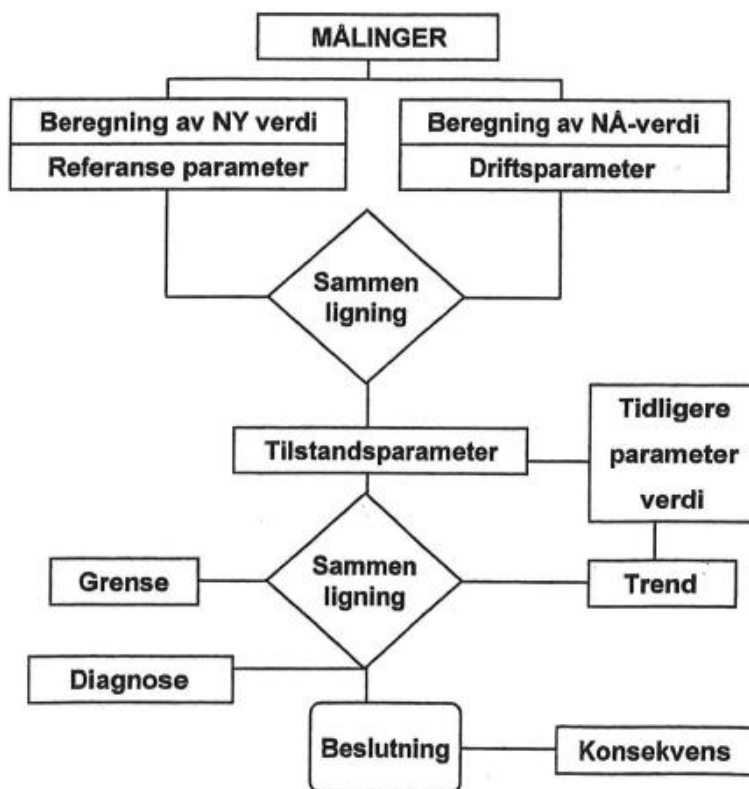 MÅLINGER
Beregning av NY verdi
Referanse parameter
Beregning av NÅ-verdi
Driftsparameter
Sammen
ligning
Tilstandsparameter
Tidligere
parameter
verdi
Grense
Sammen
ligning
Trend
Diagnose
Beslutning
Konsekvens